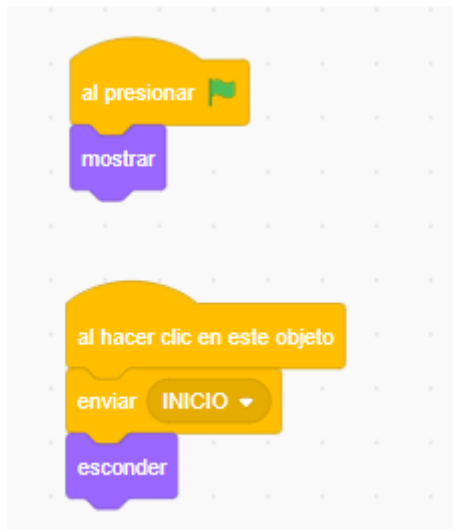 al presionar
mostrar
al hacer clic en este objeto
enviar INICIO
esconder